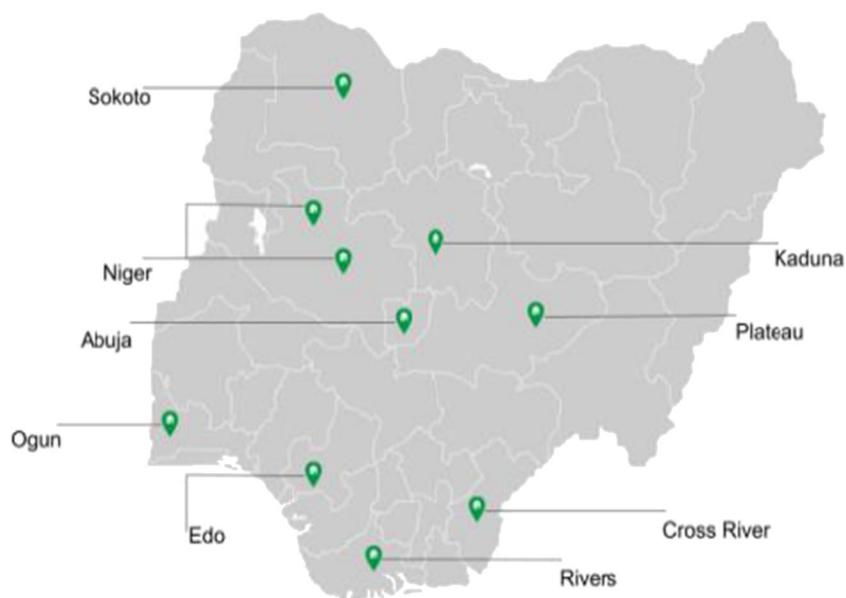 Sokoto
Niger
Kaduna
Abuja
Plateau
Ogun
Edo
Cross River
Rivers